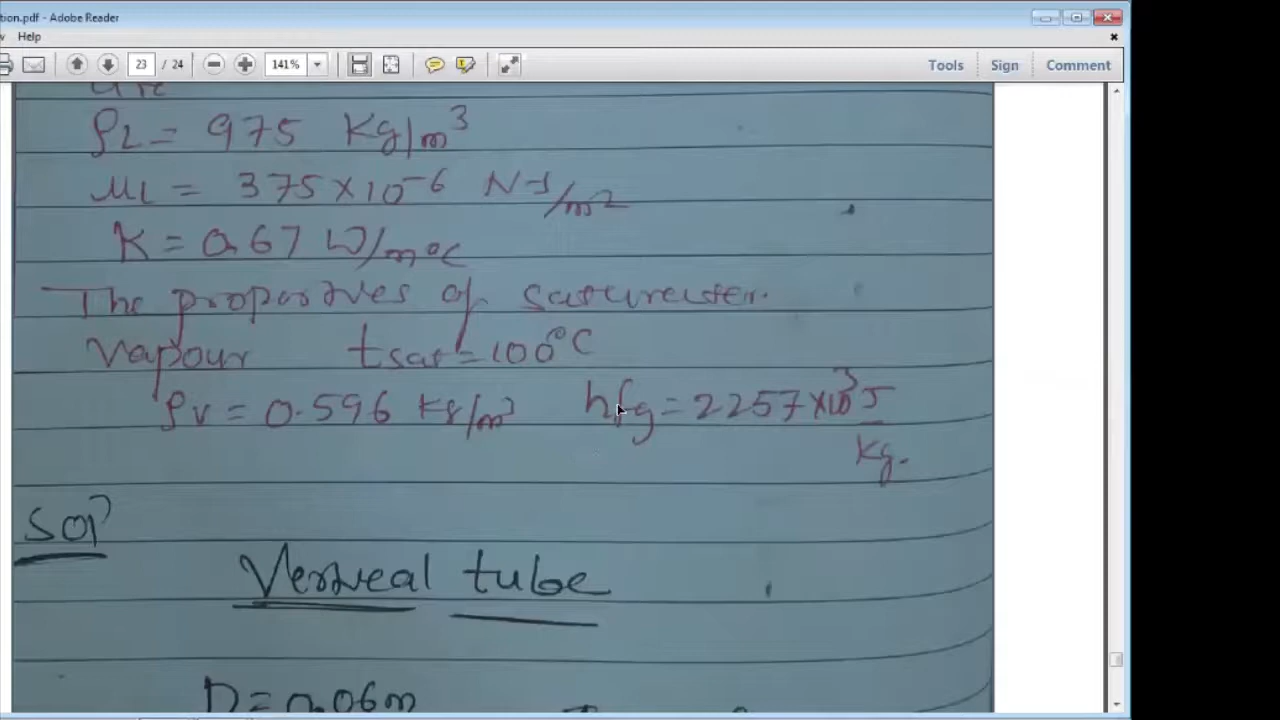 tion.pdf - Adobe Reader
Help
23 / 24 141% Tools Sign Comment
ρL = 975 Kg/m3
μL = 375×10-6 N-s/m2
K = 0.67 W/m°C
The properties of
Vapour tsat = 100°C
ρv = 0.596 Kg/m3 hfg = 2257×103 J
kg.
Sol
Vertical tube
D = 0.06m